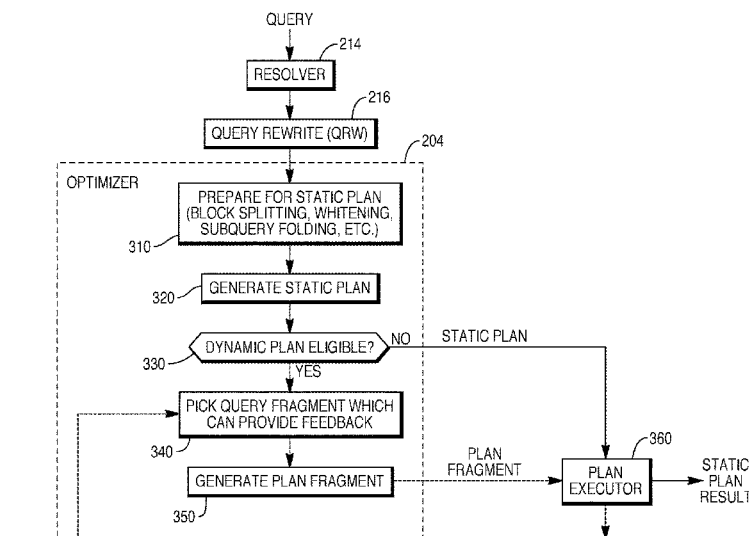 QUERY
214
RESOLVER
216
QUERY REWRITE (QRW)
204
OPTIMIZER
PREPARE FOR STATIC PLAN
(BLOCK SPLITTING, WHITENING,
SUBQUERY FOLDING, ETC.)
310
GENERATE STATIC PLAN
320
DYNAMIC PLAN ELIGIBLE?
NO
STATIC PLAN
330
YES
PICK QUERY FRAGMENT WHICH
CAN PROVIDE FEEDBACK
340
GENERATE PLAN FRAGMENT
350
PLAN
FRAGMENT
360
PLAN
EXECUTOR
STATIC
PLAN
RESULT